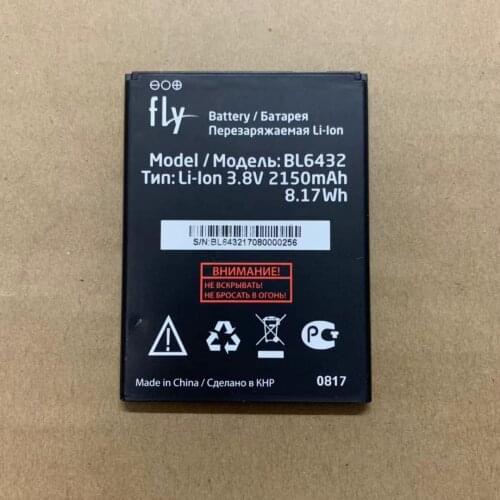 fly
Battery / Батарея
Перезаряжаемая Li-Ion
Model / Модель: BL6432
Тип: Li-Ion 3.8V 2150mAh
8.17Wh
S/N:BL643217080000256
ВНИМАНИЕ!
НЕ ВСКРЫВАТЬ!
НЕ БРОСАТЬ В ОГОНЬ!
Made in China / Сделано в КНР
0817